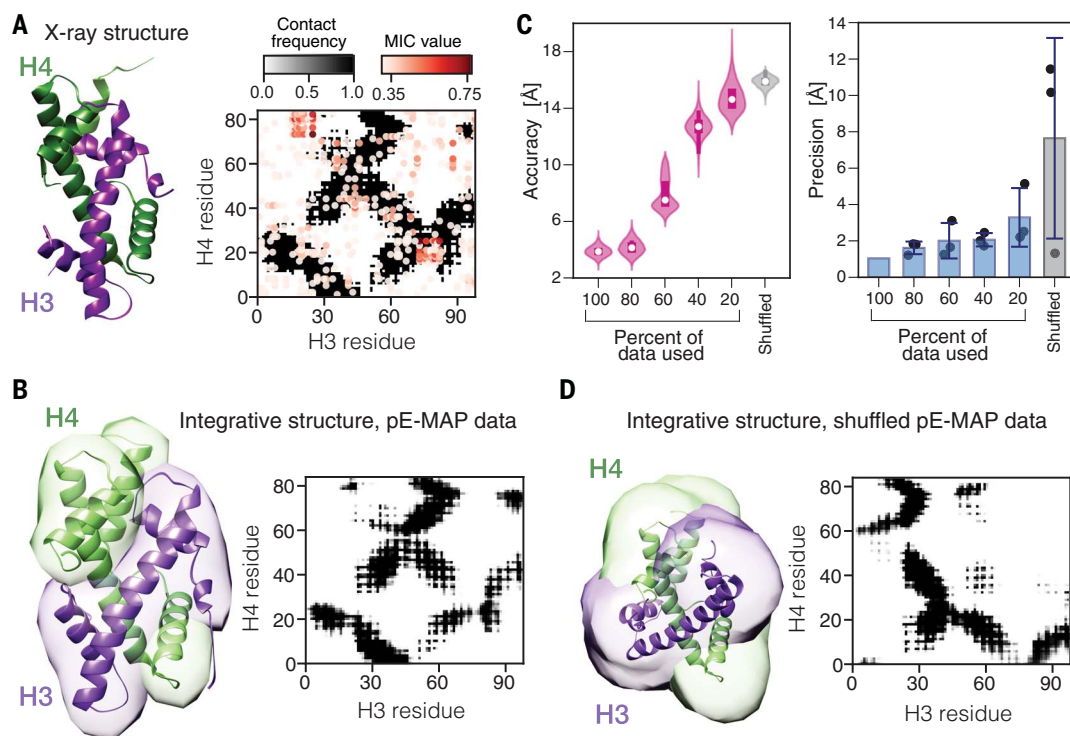 A
X-ray structure
H4
H3
Contact
frequency
0.0
0.5
1.0
MIC value
0.35
0.75
80
60
40
20
0
H4 residue
0
30
60
90
H3 residue
B
H4
Integrative structure, pE-MAP data
H3
80
60
40
20
0
H4 residue
0
30
60
90
H3 residue
C
18
14
10
6
2
Accuracy [Å]
100
80
60
40
20
Shuffled
Percent of
data used
14
12
10
8
6
4
2
0
Precision [Å]
100
80
60
40
20
Shuffled
Percent of
data used
D
Integrative structure, shuffled pE-MAP data
H4
H3
80
60
40
20
0
H4 residue
0
30
60
90
H3 residue